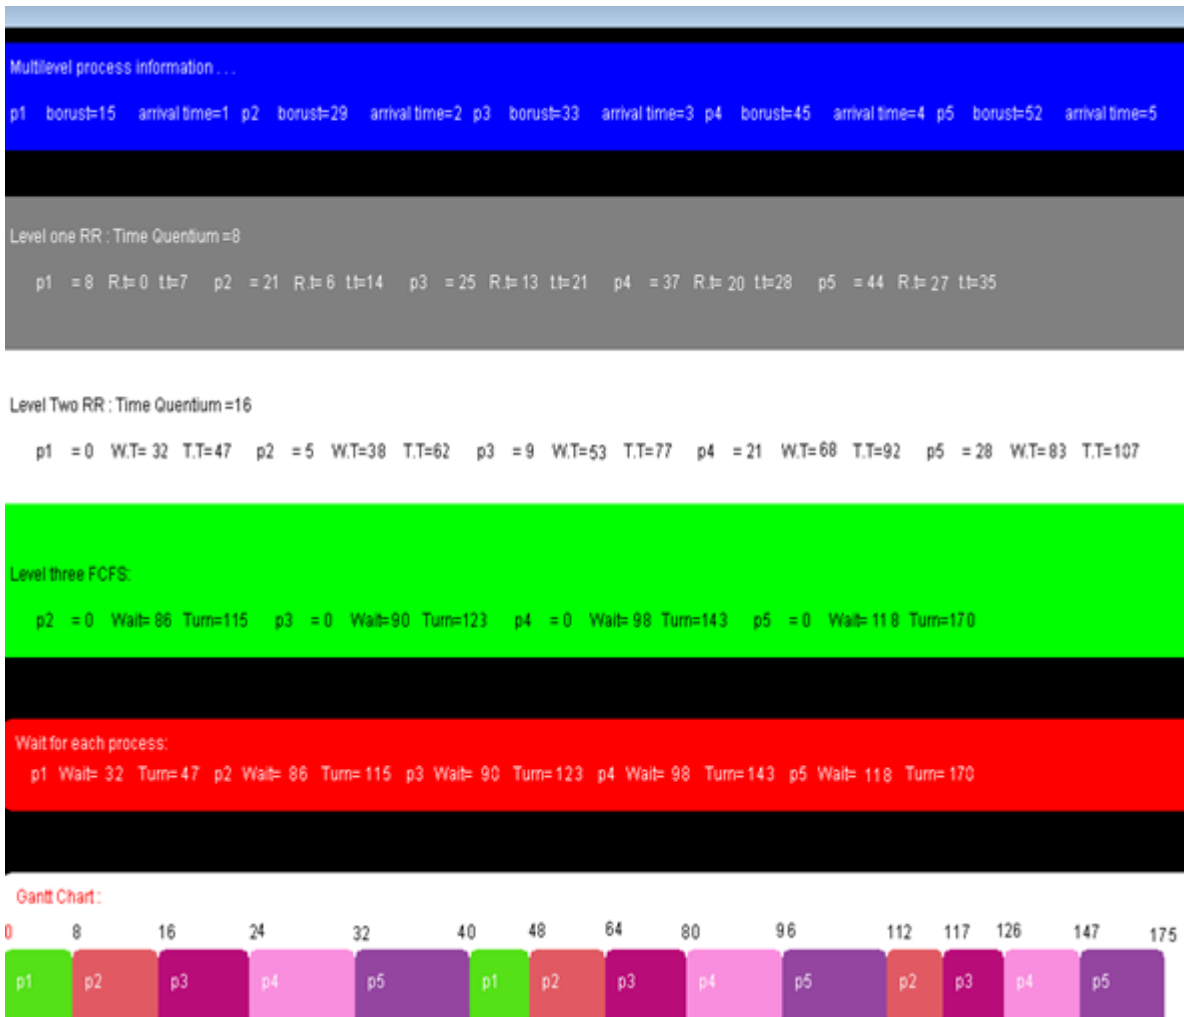 Multilevel process information . . .
p1 borust=15 arrival time=1 p2 borust=29 arrival time=2 p3 borust=33 arrival time=3 p4 borust=45 arrival time=4 p5 borust=52 arrival time=5
Level one RR : Time Quentium =8
p1 = 8 R.t= 0 t.t=7 p2 = 21 R.t= 6 t.t=14 p3 = 25 R.t= 13 t.t=21 p4 = 37 R.t= 20 t.t=28 p5 = 44 R.t= 27 t.t=35
Level Two RR : Time Quentium =16
p1 = 0 W.T= 32 T.T=47 p2 = 5 W.T=38 T.T=62 p3 = 9 W.T=53 T.T=77 p4 = 21 W.T=68 T.T=92 p5 = 28 W.T=83 T.T=107
Level three FCFS:
p2 = 0 Wait= 86 Turn=115 p3 = 0 Wait=90 Turn=123 p4 = 0 Wait= 98 Turn=143 p5 = 0 Wait= 118 Turn=170
Wait for each process:
p1 Wait= 32 Turn= 47 p2 Wait= 86 Turn= 115 p3 Wait= 90 Turn= 123 p4 Wait= 98 Turn= 143 p5 Wait= 118 Turn= 170
Gantt Chart :
0 8 16 24 32 40 48 64 80 96 112 117 126 147 175
p1 p2 p3 p4 p5 p1 p2 p3 p4 p5 p2 p3 p4 p5